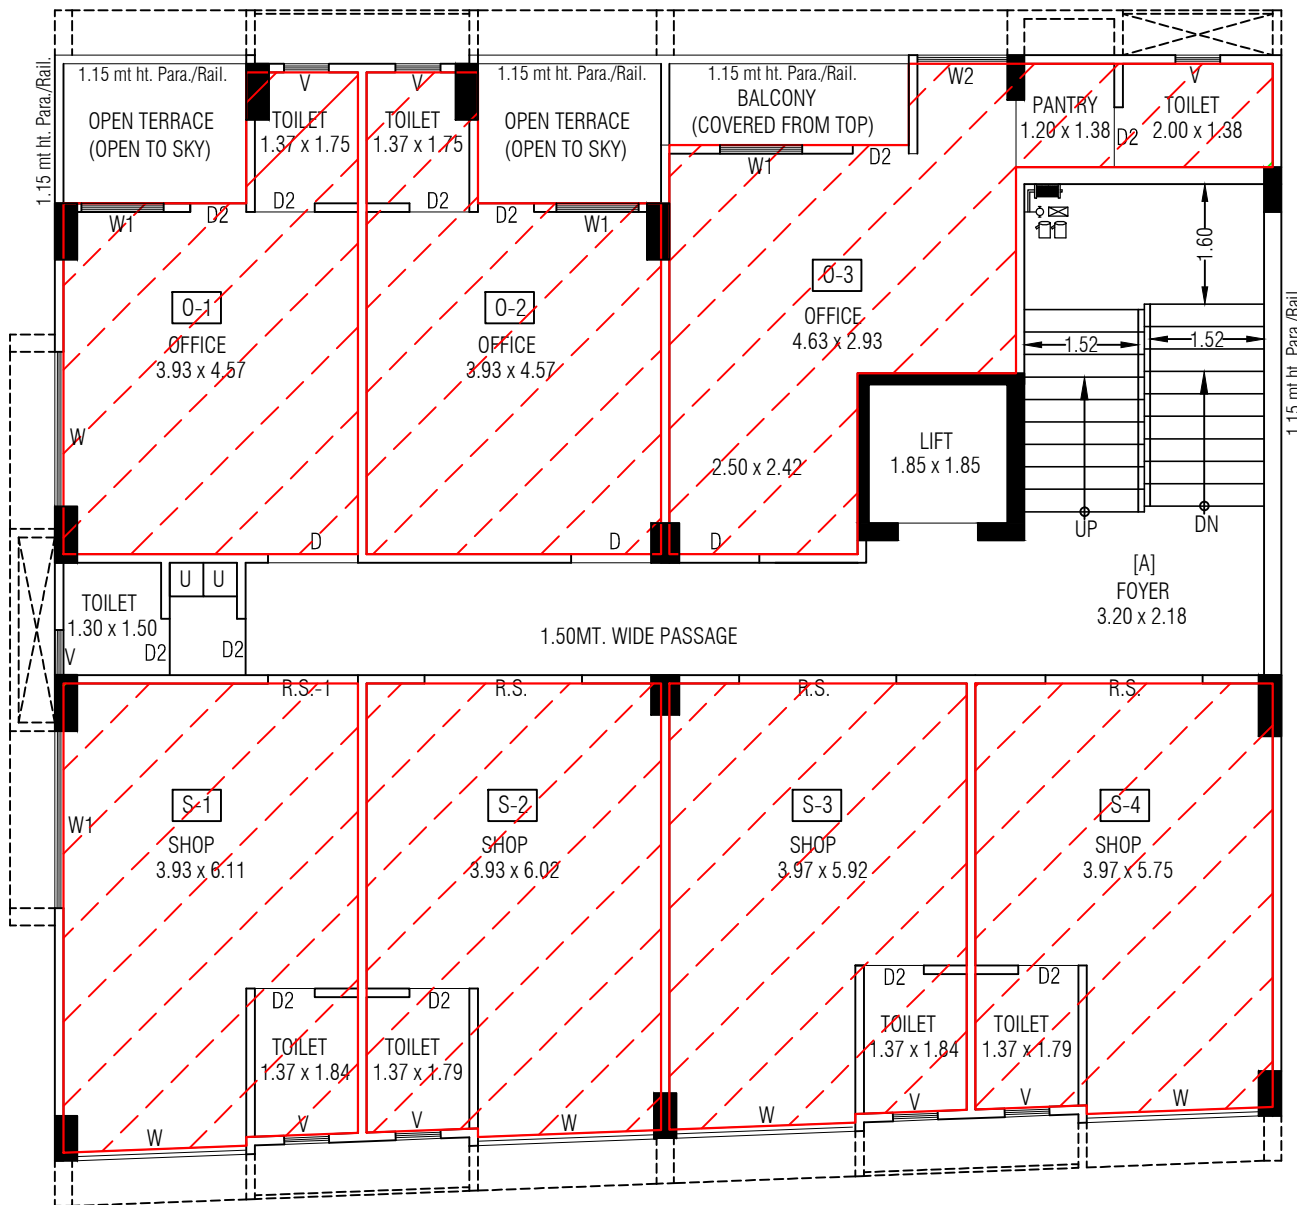 1.15 mt ht. Para./Rail.
1.15 mt ht. Para./Rail.
1.15 mt ht. Para./Rail.
1.15 mt ht. Para./Rail.
OPEN TERRACE
(OPEN TO SKY)
V
TOILET
1.37 x 1.75
V
TOILET
1.37 x 1.75
OPEN TERRACE
(OPEN TO SKY)
BALCONY
(COVERED FROM TOP)
W2
PANTRY
1.20 x 1.38
D2
V
TOILET
2.00 x 1.38
W1
D2
D2
D2
D2
W1
W1
D2
1.60
O-1
OFFICE
3.93 x 4.57
O-2
OFFICE
3.93 x 4.57
O-3
OFFICE
4.63 x 2.93
1.52
1.52
1.15 mt ht. Para./Rail.
W
2.50 x 2.42
LIFT
1.85 x 1.85
UP
DN
D
D
D
[A]
FOYER
3.20 x 2.18
U
U
TOILET
1.30 x 1.50
V
D2
D2
1.50MT. WIDE PASSAGE
R.S.-1
R.S.
R.S.
R.S.
S-1
SHOP
3.93 x 6.11
S-2
SHOP
3.93 x 6.02
S-3
SHOP
3.97 x 5.92
S-4
SHOP
3.97 x 5.75
W1
D2
D2
D2
D2
TOILET
1.37 x 1.84
TOILET
1.37 x 1.79
TOILET
1.37 x 1.84
TOILET
1.37 x 1.79
W
V
V
W
W
V
V
W